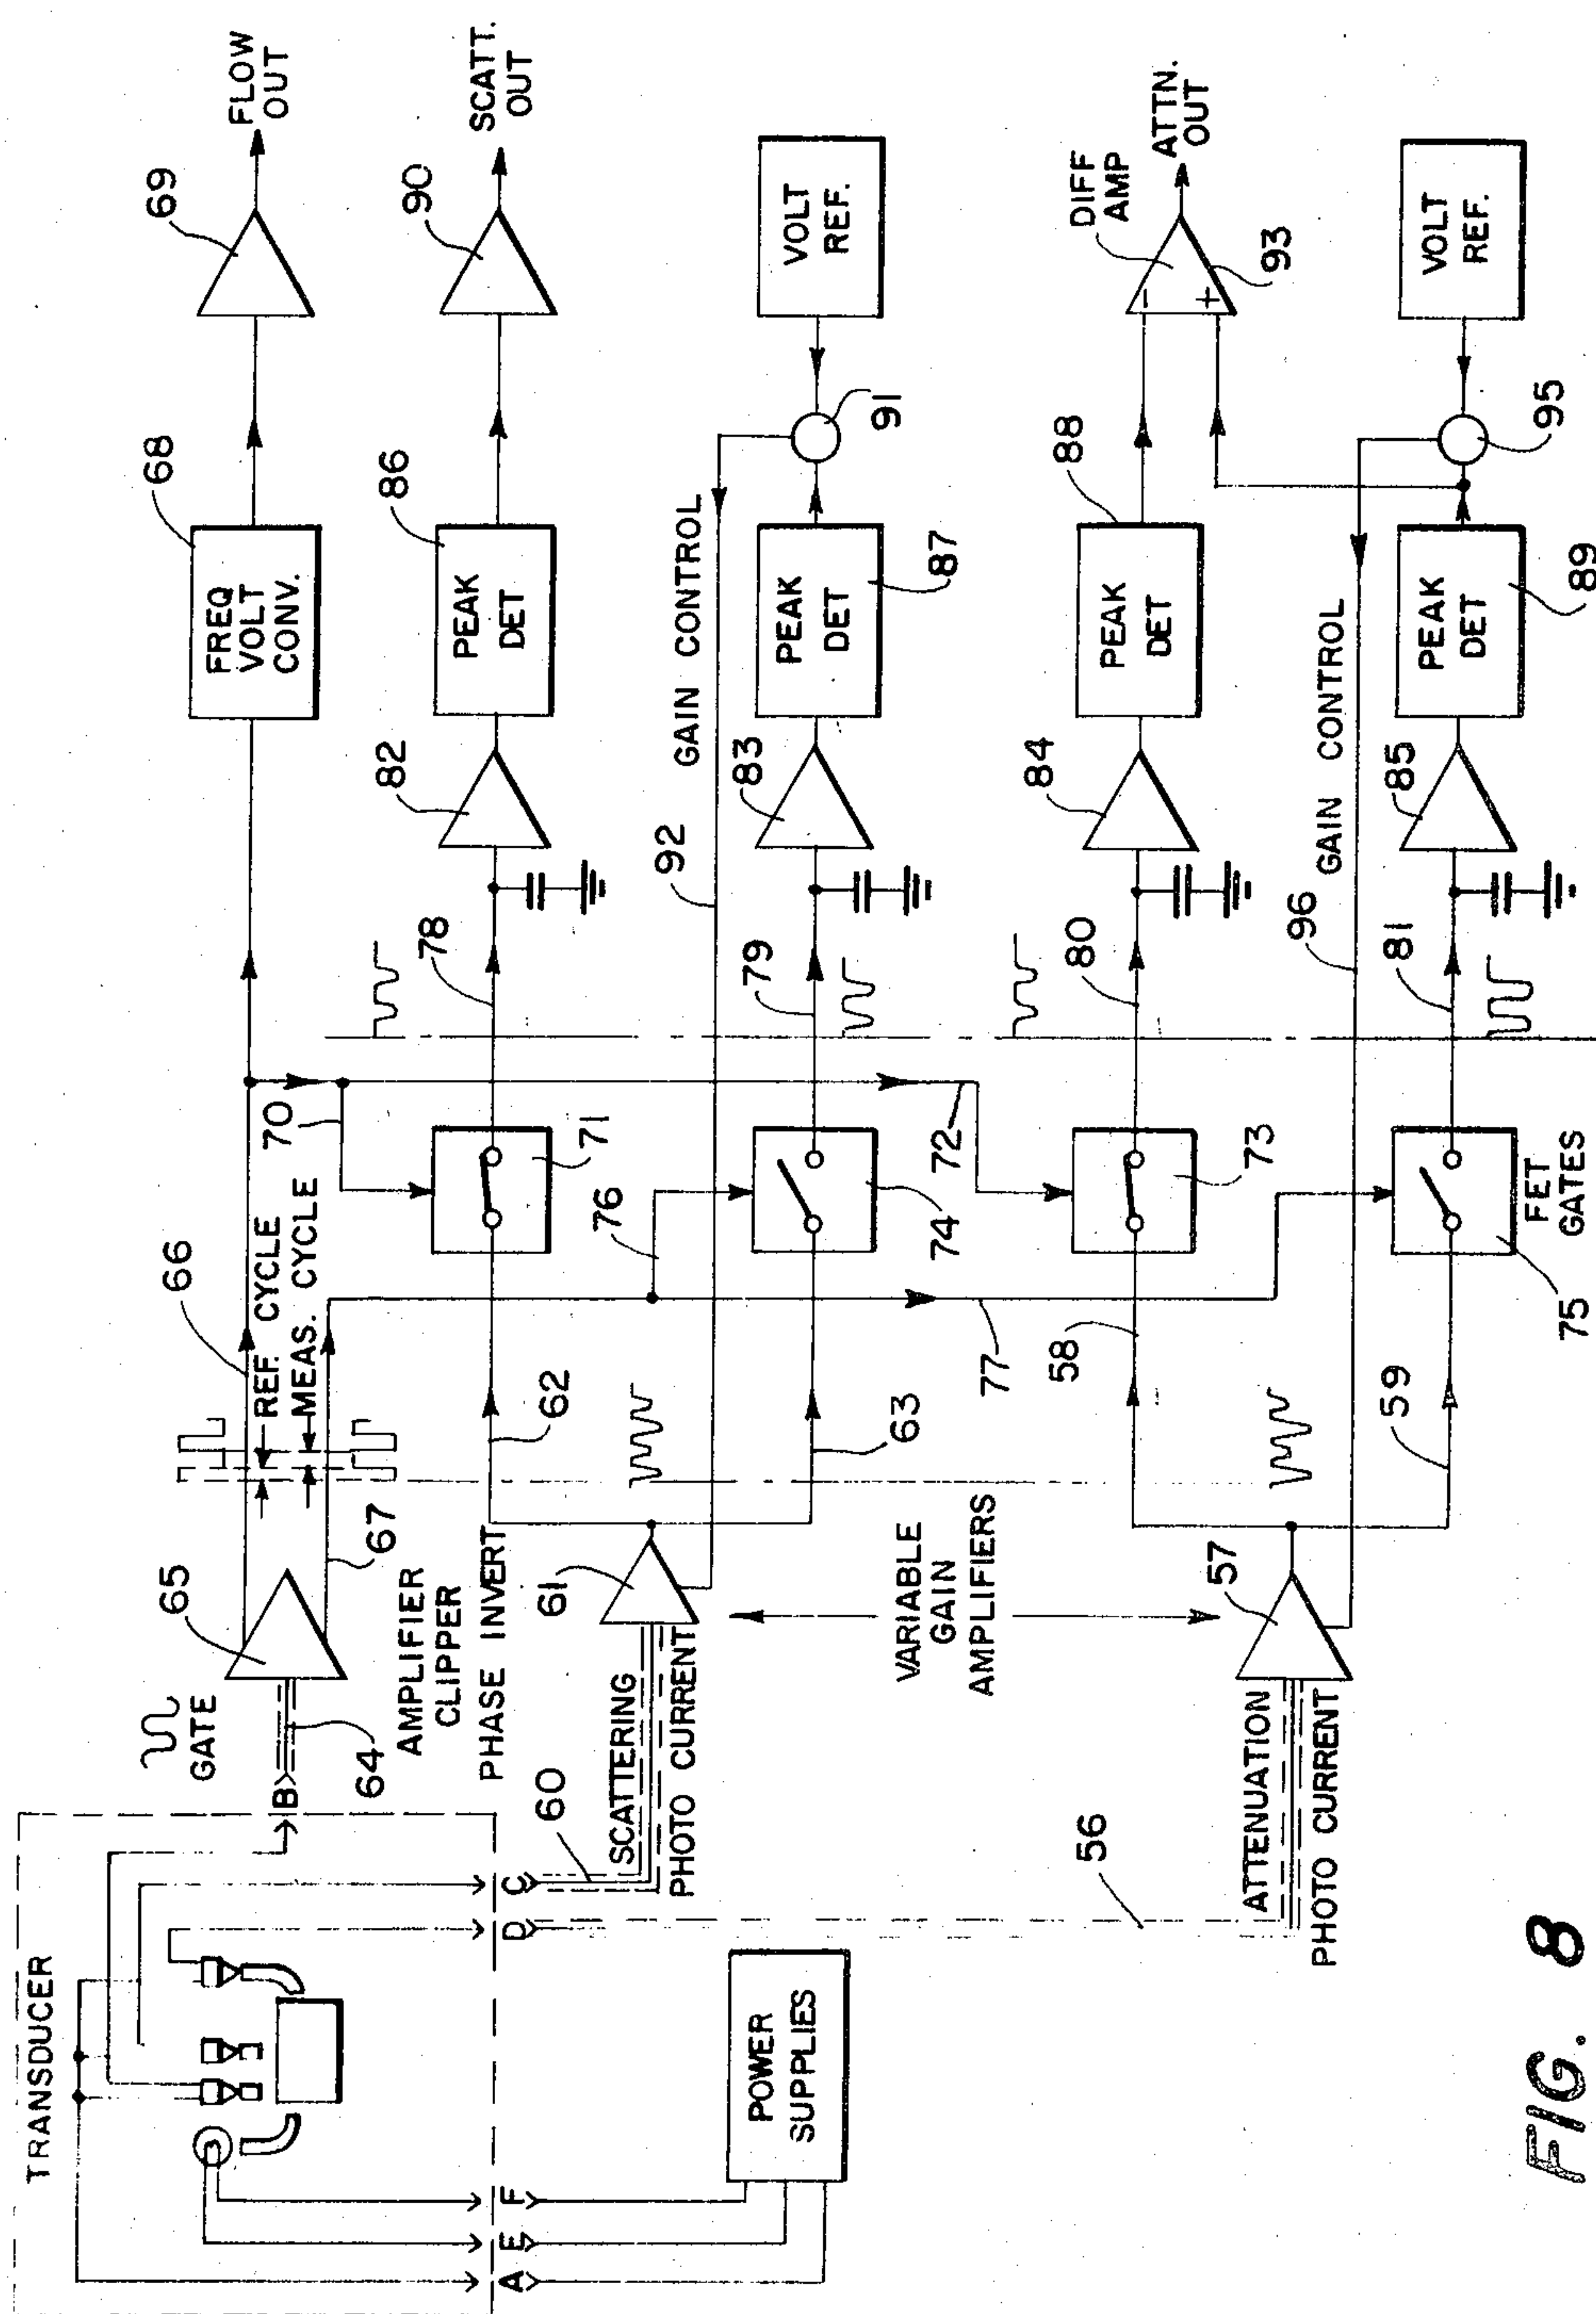 TRANSDUCER
A
E
F
D
C
B
POWER
SUPPLIES
GATE
64
65
AMPLIFIER
CLIPPER
PHASE INVERT
67
66
REF. CYCLE
MEAS. CYCLE
70
68
FREQ
VOLT
CONV.
69
FLOW
OUT
60
SCATTERING
PHOTO CURRENT
61
62
63
71
78
82
86
PEAK
DET
90
SCATT.
OUT
76
74
79
92
GAIN CONTROL
83
PEAK
DET
87
91
VOLT
REF.
VARIABLE
GAIN
AMPLIFIERS
56
ATTENUATION
PHOTO CURRENT
57
58
59
77
72
73
80
84
PEAK
DET
88
DIFF
AMP
-
+
93
ATTN.
OUT
75
FET
GATES
81
96
GAIN CONTROL
85
PEAK
DET
89
95
VOLT
REF.
FIG. 8